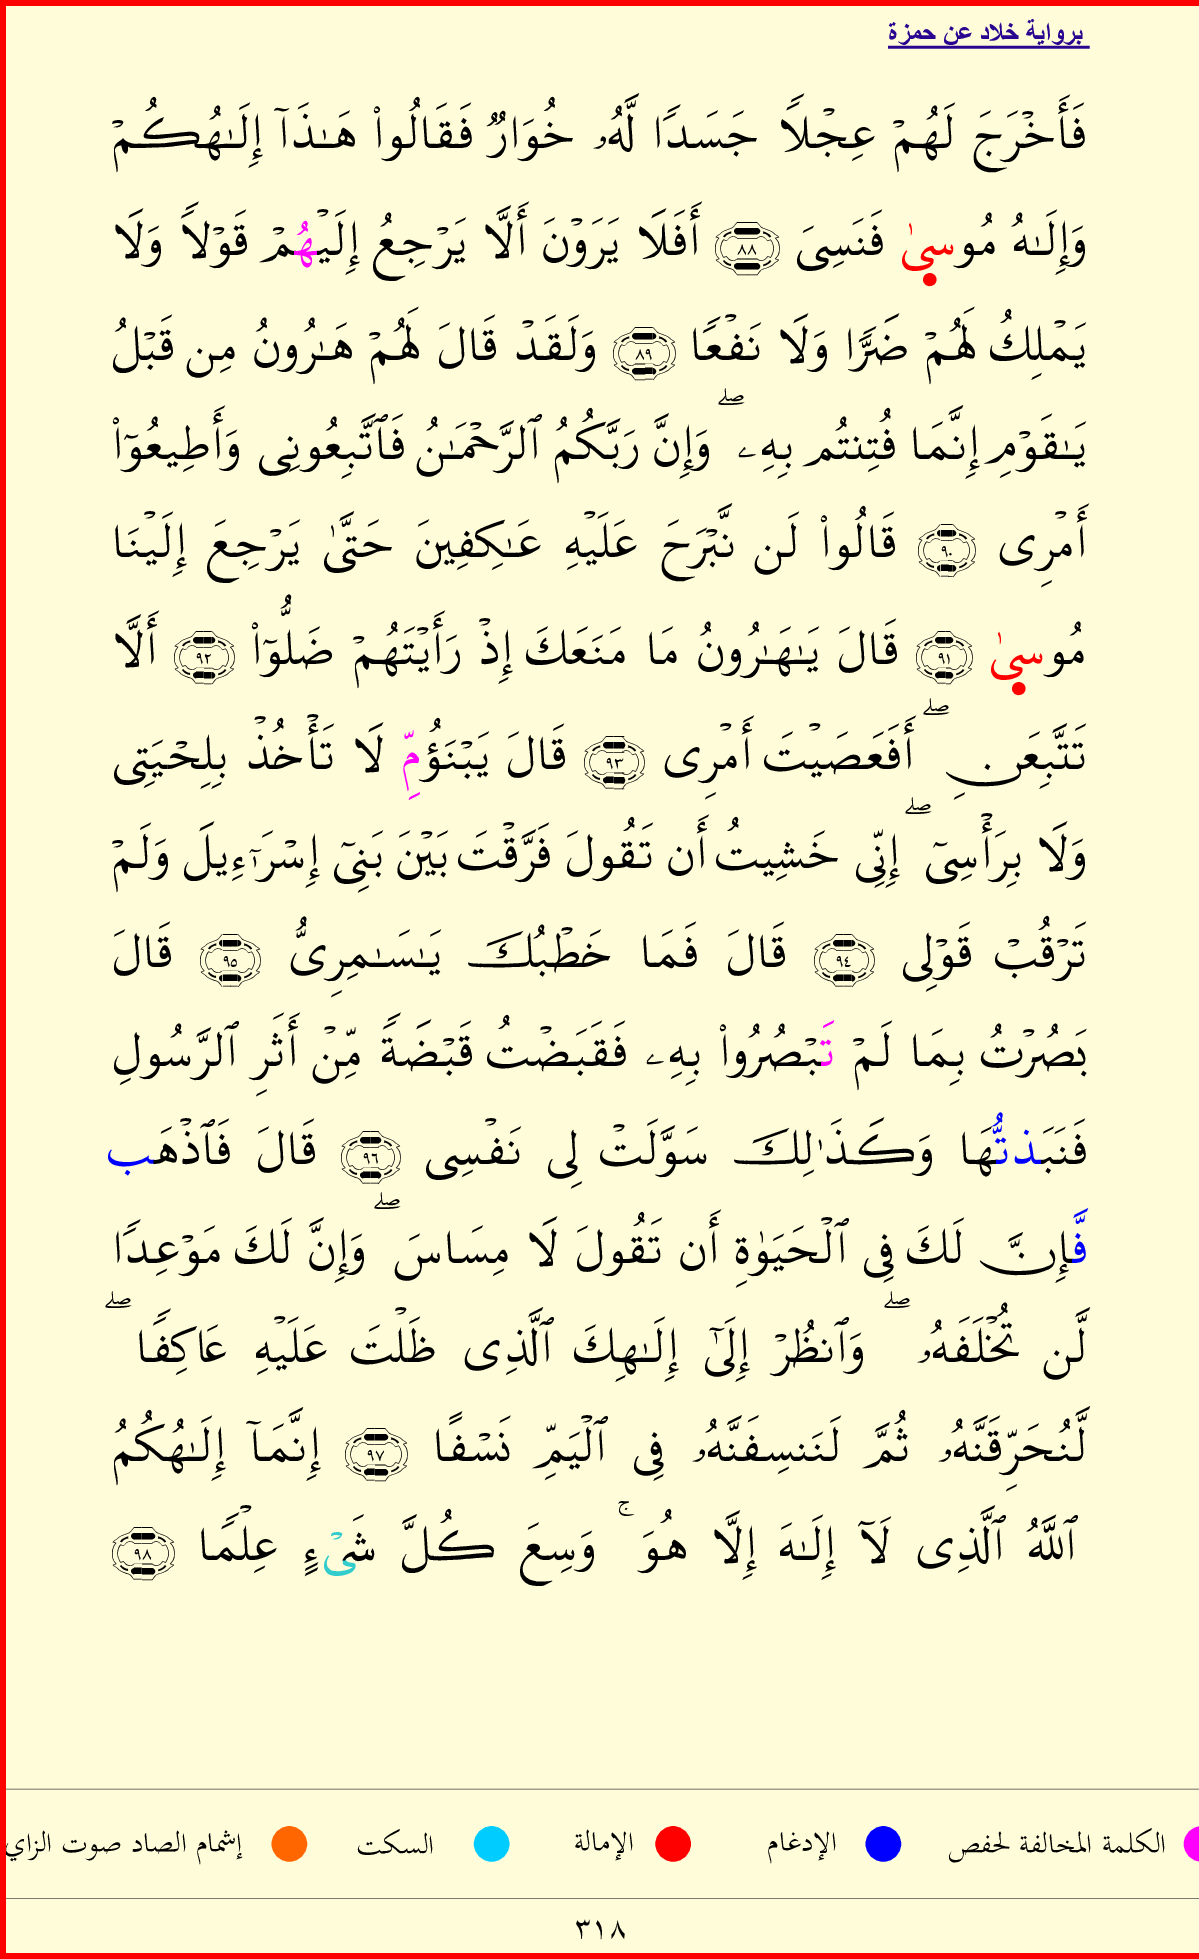 برواية خلاد عن حمزة
فَأَخْرَجَ لَهُمْ عِجْلًا جَسَدًا لَّهُۥ خُوَارٌ فَقَالُوا۟ هَـٰذَآ إِلَـٰهُكُمْ
وَإِلَـٰهُ مُوسىٰ فَنَسِىَ ٨٨ أَفَلَا يَرَوْنَ أَلَّا يَرْجِعُ إِلَيْهُمْ قَوْلًا وَلَا
يَمْلِكُ لَهُمْ ضَرًّا وَلَا نَفْعًا ٨٩ وَلَقَدْ قَالَ لَهُمْ هَـٰرُونُ مِن قَبْلُ
يَـٰقَوْمِ إِنَّمَا فُتِنتُم بِهِۦ ۖ وَإِنَّ رَبَّكُمُ ٱلرَّحْمَـٰنُ فَٱتَّبِعُونِى وَأَطِيعُوٓا۟
أَمْرِى ٩٠ قَالُوا۟ لَن نَّبْرَحَ عَلَيْهِ عَـٰكِفِينَ حَتَّىٰ يَرْجِعَ إِلَيْنَا
مُوسىٰ ٩١ قَالَ يَـٰهَـٰرُونُ مَا مَنَعَكَ إِذْ رَأَيْتَهُمْ ضَلُّوٓا۟ ٩٢ أَلَّا
تَتَّبِعَنِ ۖ أَفَعَصَيْتَ أَمْرِى ٩٣ قَالَ يَبْنَؤُمِّ لَا تَأْخُذْ بِلِحْيَتِى
وَلَا بِرَأْسِىٓ ۖ إِنِّى خَشِيتُ أَن تَقُولَ فَرَّقْتَ بَيْنَ بَنِىٓ إِسْرَٰٓءِيلَ وَلَمْ
تَرْقُبْ قَوْلِى ٩٤ قَالَ فَمَا خَطْبُكَ يَـٰسَـٰمِرِىُّ ٩٥ قَالَ
بَصُرْتُ بِمَا لَمْ تَبْصُرُوا۟ بِهِۦ فَقَبَضْتُ قَبْضَةً مِّنْ أَثَرِ ٱلرَّسُولِ
فَنَبَذتُّهَا وَكَذَٰلِكَ سَوَّلَتْ لِى نَفْسِى ٩٦ قَالَ فَٱذْهَب
فَّإِنَّ لَكَ فِى ٱلْحَيَوٰةِ أَن تَقُولَ لَا مِسَاسَ ۖ وَإِنَّ لَكَ مَوْعِدًا
لَّن تُخْلَفَهُۥ ۖ وَٱنظُرْ إِلَىٰٓ إِلَـٰهِكَ ٱلَّذِى ظَلْتَ عَلَيْهِ عَاكِفًا ۖ
لَّنُحَرِّقَنَّهُۥ ثُمَّ لَنَنسِفَنَّهُۥ فِى ٱلْيَمِّ نَسْفًا ٩٧ إِنَّمَآ إِلَـٰهُكُمُ
ٱللَّهُ ٱلَّذِى لَآ إِلَـٰهَ إِلَّا هُوَ ۚ وَسِعَ كُلَّ شَىْءٍ عِلْمًا ٩٨
الكلمة المخالفة لحفص الإدغام الإمالة السكت إشمام الصاد صوت الزاي
٣١٨